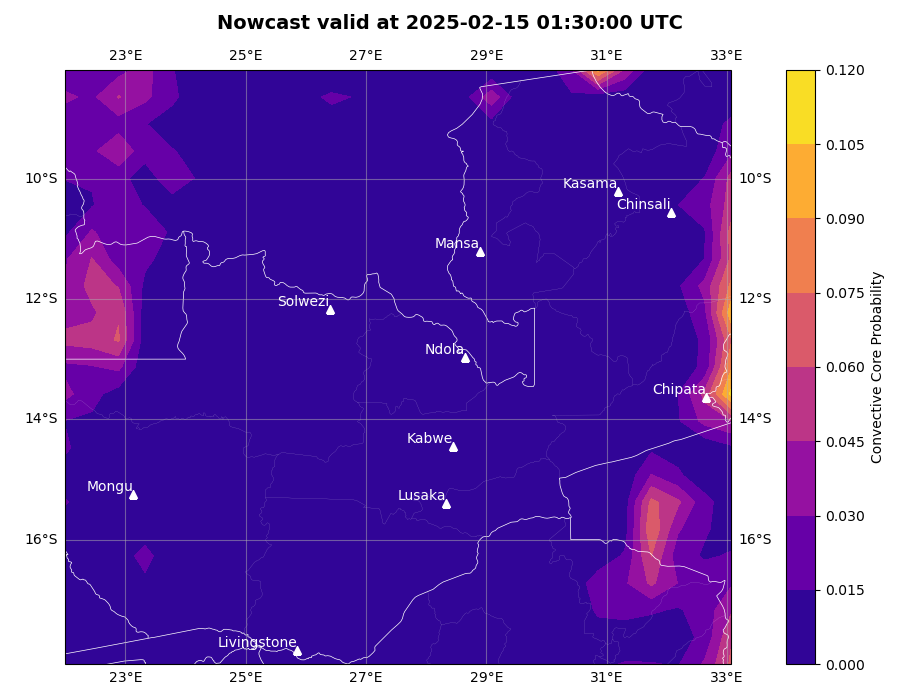 Nowcast valid at 2025-02-15 01:30:00 UTC
23°E 25°E 27°E 29°E 31°E 33°E
0.120
0.105
10°S Kasama 10°S
Chinsali
0.090
Mansa
12°S Solwezi 12°S
0.075
Ndola
0.060
Chipata
14°S 14°S
Kabwe
0.045
Mongu
Lusaka
0.030
16°S 16°S
0.015
Livingstone
0.000
23°E 25°E 27°E 29°E 31°E 33°E
Convective Core Probability